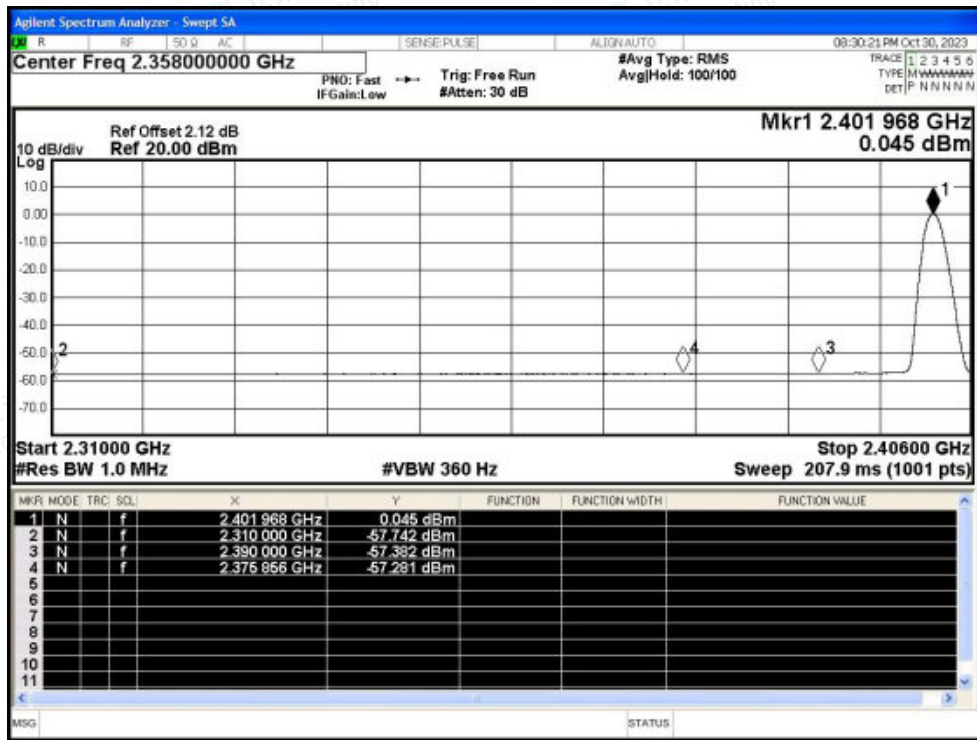 Agilent Spectrum Analyzer - Swept SA
R RF 50 Ω AC SENSE:PULSE ALIGNAUTO 08:30:21 PM Oct 30, 2023
Center Freq 2.358000000 GHz #Avg Type: RMS TRACE 1 2 3 4 5 6
PNO: Fast Trig: Free Run Avg|Hold: 100/100 TYPE M
IFGain:Low #Atten: 30 dB DET P N N N N N
Mkr1 2.401 968 GHz
Ref Offset 2.12 dB 0.045 dBm
10 dB/div Ref 20.00 dBm
Log
10.0
1
0.00
-10.0
-20.0
-30.0
-40.0
-50.0 2 4 3
-60.0
-70.0
Start 2.31000 GHz Stop 2.40600 GHz
#Res BW 1.0 MHz #VBW 360 Hz Sweep 207.9 ms (1001 pts)
MKR MODE TRC SCL X Y FUNCTION FUNCTION WIDTH FUNCTION VALUE
1 N f 2.401 968 GHz 0.045 dBm
2 N f 2.310 000 GHz -57.742 dBm
3 N f 2.390 000 GHz -57.382 dBm
4 N f 2.375 856 GHz -57.281 dBm
5
6
7
8
9
10
11
MSG STATUS